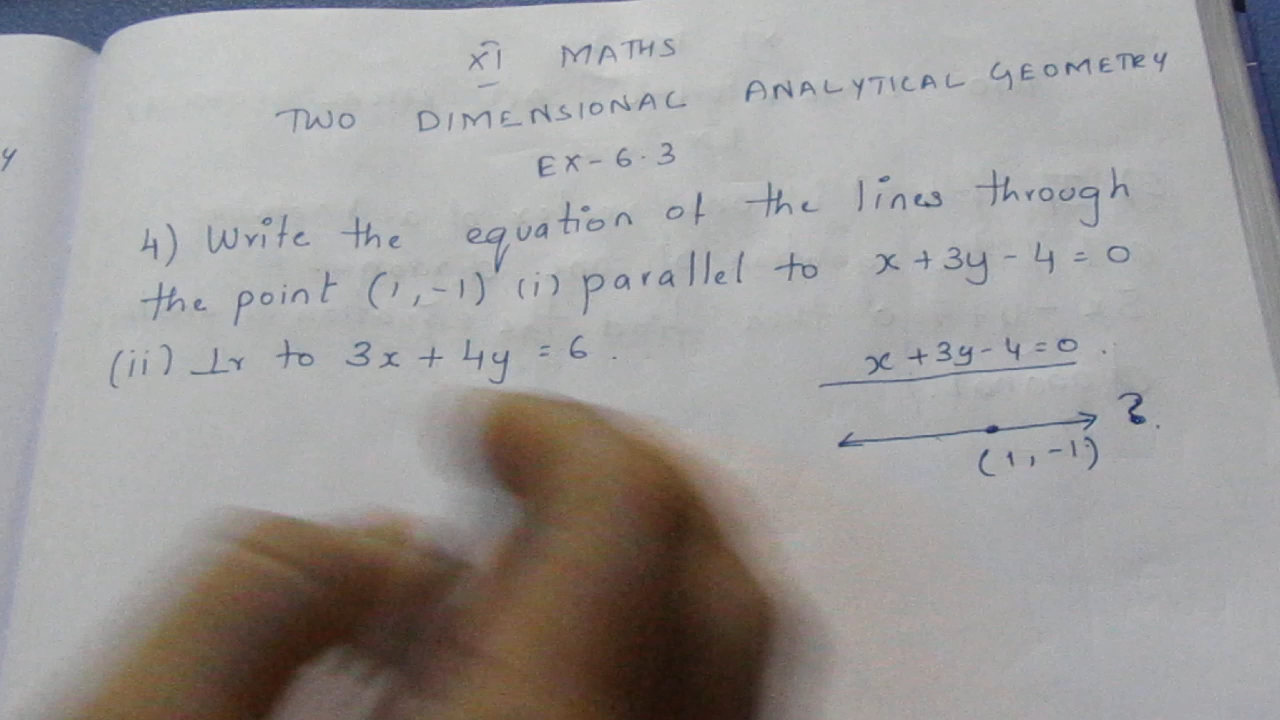 XI MATHS
TWO DIMENSIONAL ANALYTICAL GEOMETRY
EX-6.3
4) Write the equation of the lines through
the point (1,-1) (i) parallel to x+3y-4=0
(ii) ⊥r to 3x+4y=6.
x+3y-4=0.
?
(1,-1)
y